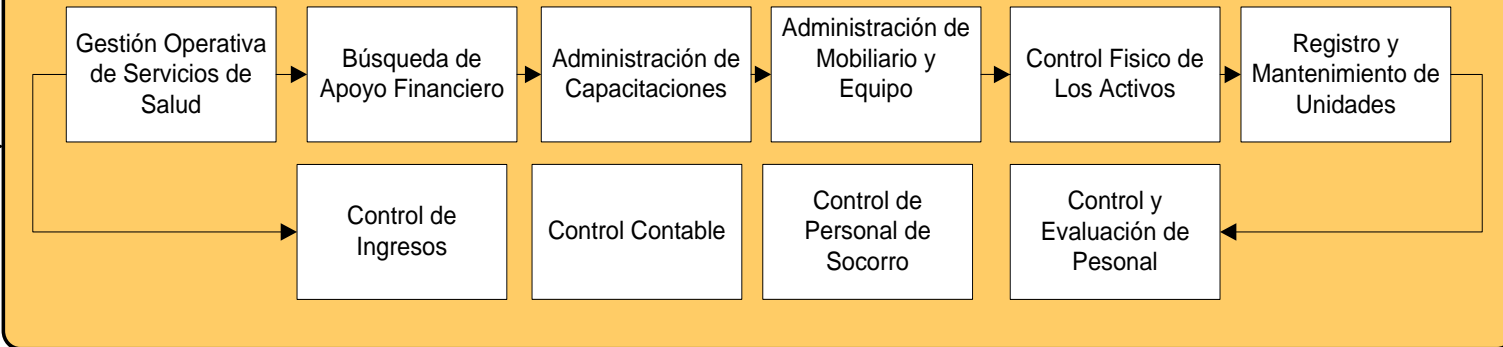 Gestión Operativa
de Servicios de
Salud
Búsqueda de
Apoyo Financiero
Administración de
Capacitaciones
Administración de
Mobiliario y
Equipo
Control Fisico de
Los Activos
Registro y
Mantenimiento de
Unidades
Control de
Ingresos
Control Contable
Control de
Personal de
Socorro
Control y
Evaluación de
Pesonal